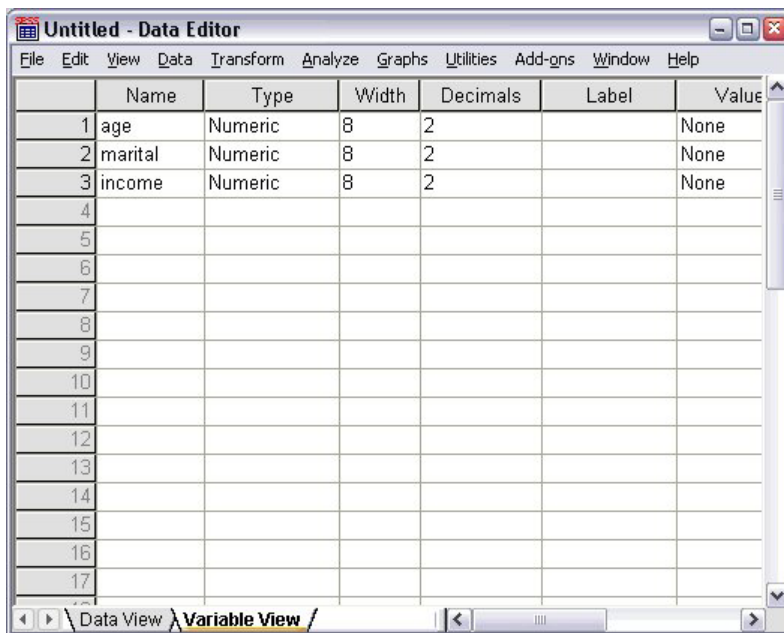 Untitled - Data Editor
File Edit View Data Transform Analyze Graphs Utilities Add-ons Window Help
Name Type Width Decimals Label Value
1 age Numeric 8 2 None
2 marital Numeric 8 2 None
3 income Numeric 8 2 None
4
5
6
7
8
9
10
11
12
13
14
15
16
17
Data View Variable View